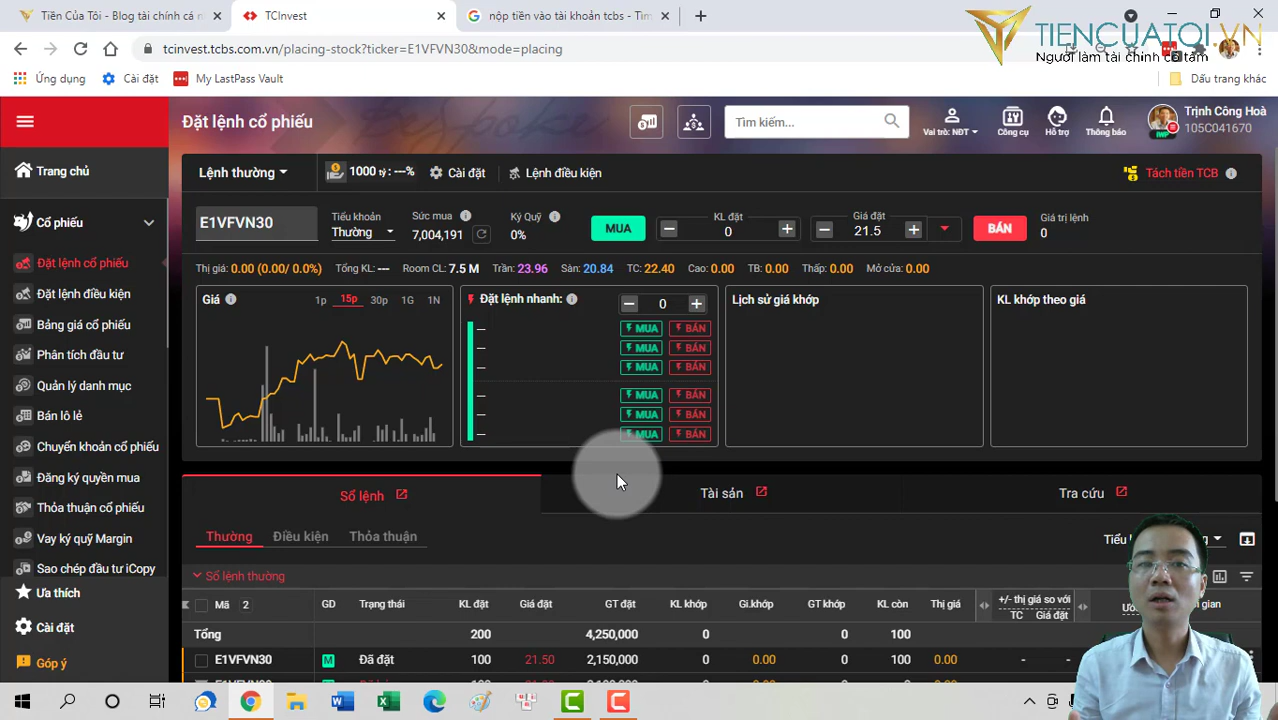 Tiền Của Tôi - Blog tài chính cá n
TCInvest
nộp tiền vào tài khoản tcbs - Tìm
tcinvest.tcbs.com.vn/placing-stock?ticker=E1VFVN30&mode=placing
TIENCUATOI.VN
Người làm tài chính có tâm
Ứng dụng Cài đặt My LastPass Vault Dấu trang khác
Đặt lệnh cổ phiếu
Tìm kiếm...
Vai trò: NĐT
Công cụ
Hỗ trợ
Thông báo
Trịnh Công Hoà
105C041670
Trang chủ
Cổ phiếu
Đặt lệnh cổ phiếu
Đặt lệnh điều kiện
Bảng giá cổ phiếu
Phân tích đầu tư
Quản lý danh mục
Bán lô lẻ
Chuyển khoản cổ phiếu
Đăng ký quyền mua
Thỏa thuận cổ phiếu
Vay ký quỹ Margin
Sao chép đầu tư iCopy
Ưa thích
Cài đặt
Góp ý
Lệnh thường 1000 tỷ : ---% Cài đặt Lệnh điều kiện Tách tiền TCB
E1VFVN30
Tiểu khoản
Thường
Sức mua
7,004,191
Ký Quỹ
0%
MUA
KL đặt
0
Giá đặt
21.5
BÁN
Giá trị lệnh
0
Thị giá: 0.00 (0.00/ 0.0%) Tổng KL: --- Room CL: 7.5 M Trần: 23.96 Sàn: 20.84 TC: 22.40 Cao: 0.00 TB: 0.00 Thấp: 0.00 Mở cửa: 0.00
Giá 1p 15p 30p 1G 1N
Đặt lệnh nhanh: 0
MUA BÁN
MUA BÁN
MUA BÁN
MUA BÁN
MUA BÁN
MUA BÁN
Lịch sử giá khớp
KL khớp theo giá
Sổ lệnh Tài sản Tra cứu
Thường Điều kiện Thỏa thuận
Sổ lệnh thường
Mã 2 GD Trạng thái KL đặt Giá đặt GT đặt KL khớp Gi.khớp GT khớp KL còn Thị giá +/- thị giá so với
TC Giá đặt
Tổng 200 4,250,000 0 0 100
E1VFVN30 M Đã đặt 100 21.50 2,150,000 0 0.00 0 100 0.00 - -